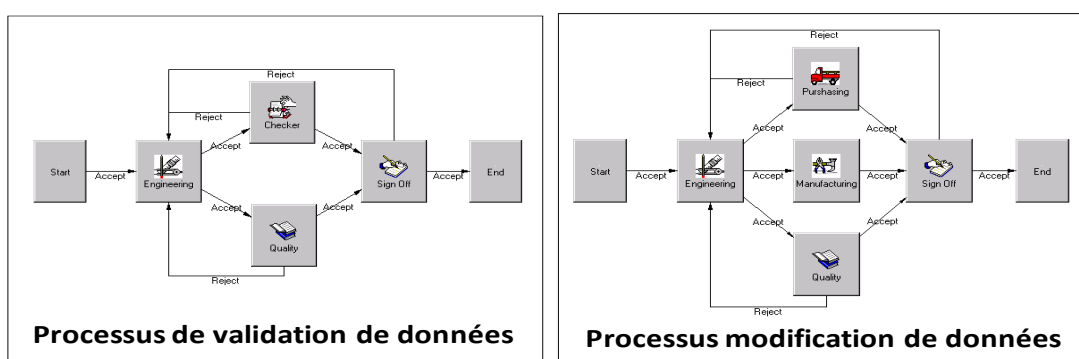 Reject
Reject
Checker
Accept
Accept
Start
Accept
Engineering
Sign Off
Accept
End
Accept
Accept
Quality
Reject
Processus de validation de données
Reject
Reject
Purshasing
Accept
Accept
Start
Accept
Engineering
Accept
Manufacturing
Accept
Sign Off
Accept
End
Accept
Accept
Quality
Reject
Processus modification de données